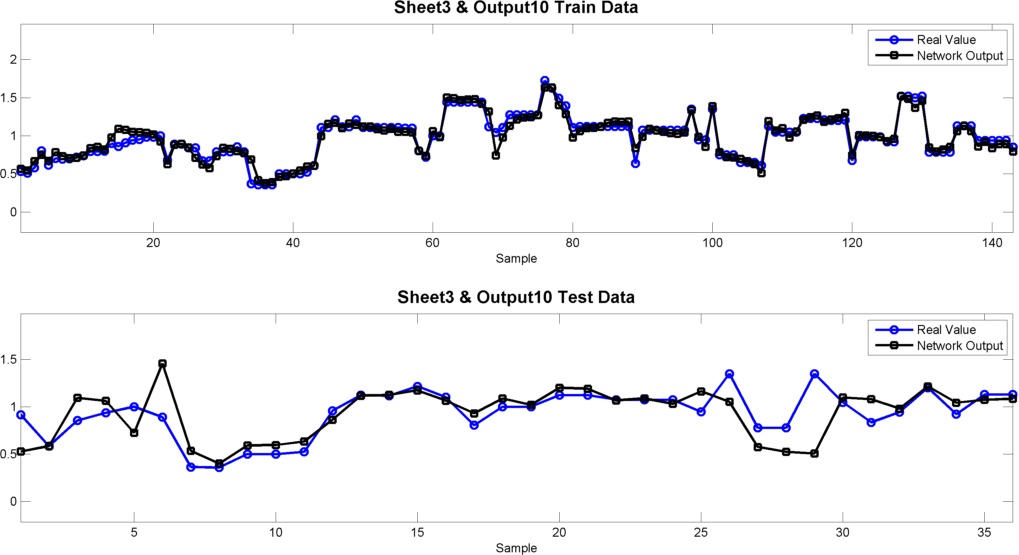 Sheet3 & Output10 Train Data
Real Value
Network Output
2
1.5
1
0.5
0
20 40 60 80 100 120 140
Sample
Sheet3 & Output10 Test Data
Real Value
Network Output
1.5
1
0.5
0
5 10 15 20 25 30 35
Sample